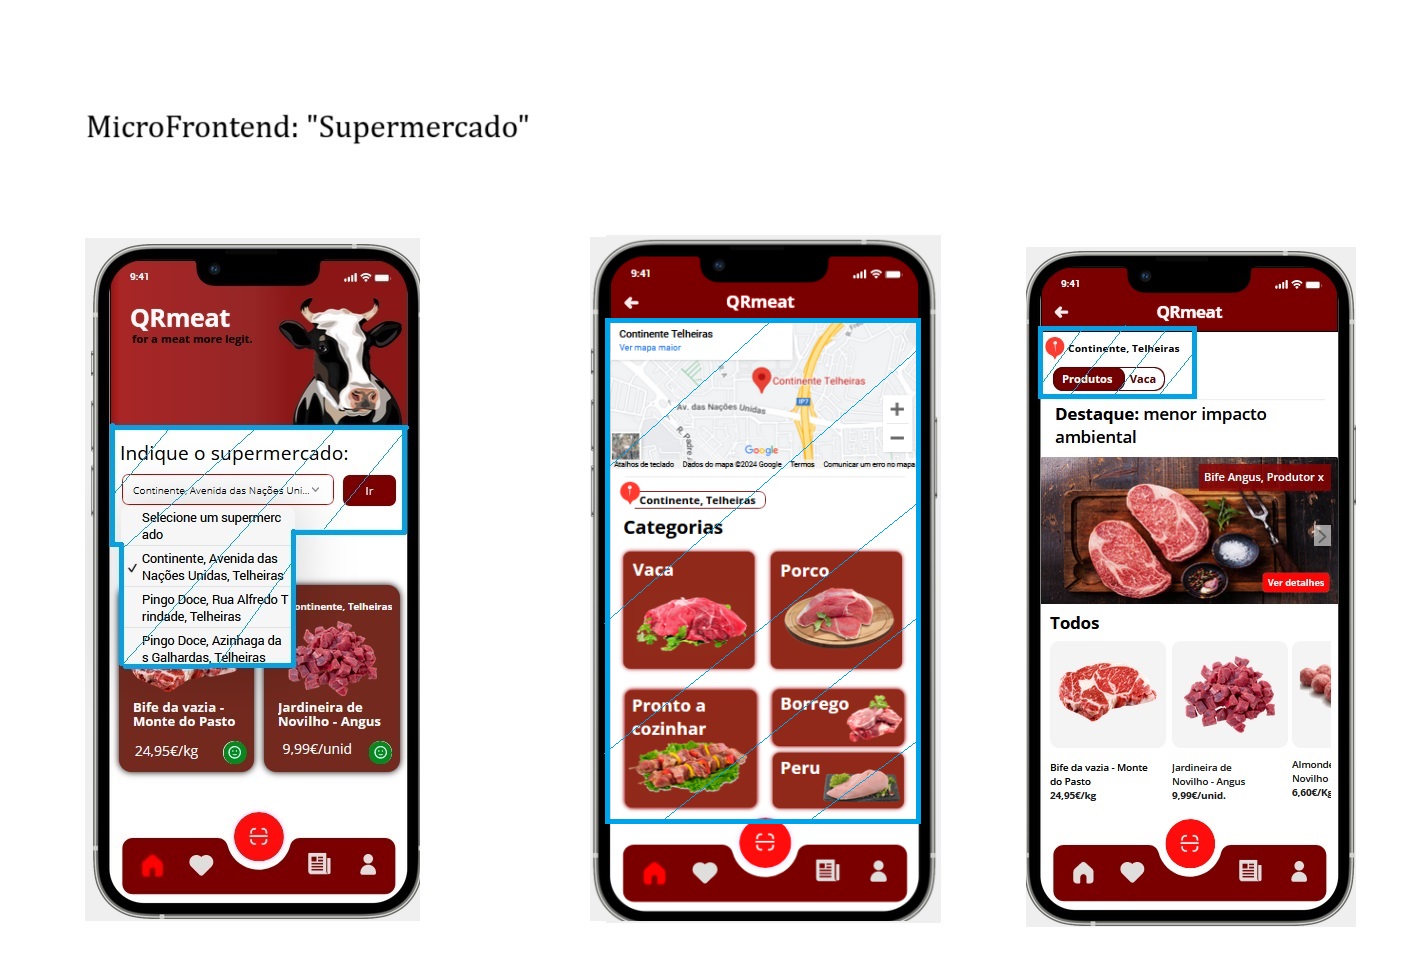 MicroFrontend: "Supermercado"
9:41
QRmeat
for a meat more legit.
Indique o supermercado:
Continente, Avenida das Nações Uni...
Ir
Selecione um supermerc
ado
Continente, Avenida das
Nações Unidas, Telheiras
Pingo Doce, Rua Alfredo T
rindade, Telheiras
Pingo Doce, Azinhaga da
s Galhardas, Telheiras
ontinente, Telheiras
Bife da vazia -
Monte do Pasto
24,95€/kg
Jardineira de
Novilho - Angus
9,99€/unid
9:41
QRmeat
Continente Telheiras
Ver mapa maior
Continente Telheiras
IP7
Av. das Nações Unidas
R. Padre
Google
Atalhos de teclado
Dados do mapa ©2024 Google
Termos
Comunicar um erro no mapa
Continente, Telheiras
Categorias
Vaca
Porco
Pronto a
cozinhar
Borrego
Peru
9:41
QRmeat
Continente, Telheiras
Produtos
Vaca
Destaque: menor impacto
ambiental
Bife Angus, Produtor x
Ver detalhes
Todos
Bife da vazia - Monte
do Pasto
24,95€/kg
Jardineira de
Novilho - Angus
9,99€/unid.
Almonde
Novilho
6,60€/Kg